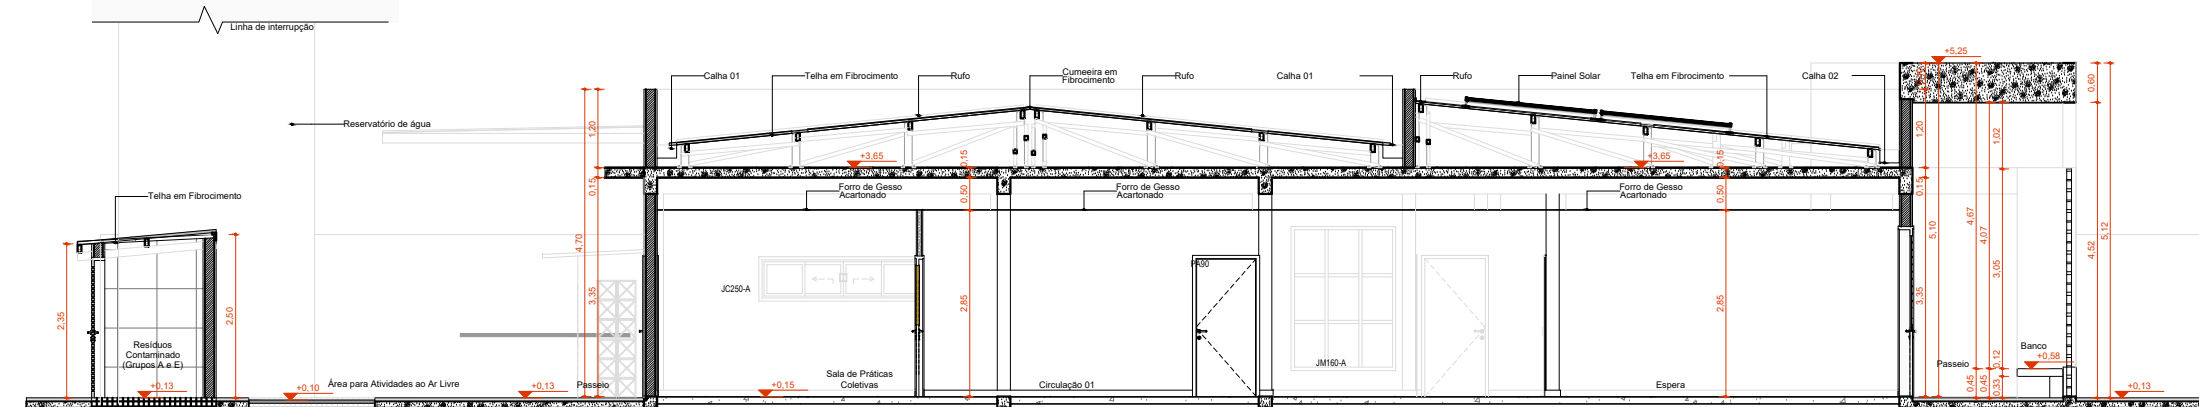 Linha de interrupção
+5,25
Calha 01
Telha em Fibrocimento
Rufo
Cumeeira em
Fibrocimento
Rufo
Calha 01
Rufo
Painel Solar
Telha em Fibrocimento
Calha 02
0,60
Reservatório de água
1,20
1,20
1,02
+3,65
0,15
+3,65
0,15
0,15
0,50
Forro de Gesso
Acartonado
Forro de Gesso
Acartonado
Forro de Gesso
Acartonado
0,50
0,15
Telha em Fibrocimento
4,70
5,10
4,67
4,07
4,52
5,12
PA90
3,05
JC250-A
2,35
2,50
3,35
2,85
2,85
3,35
Resíduos
Contaminado
(Grupos A e E)
JM160-A
Banco
+0,58
0,12
Passeio
+0,13
+0,10
Área para Atividades ao Ar Livre
+0,13
Passeio
+0,15
Sala de Práticas
Coletivas
Circulação 01
Espera
0,45
0,45
0,33
+0,13